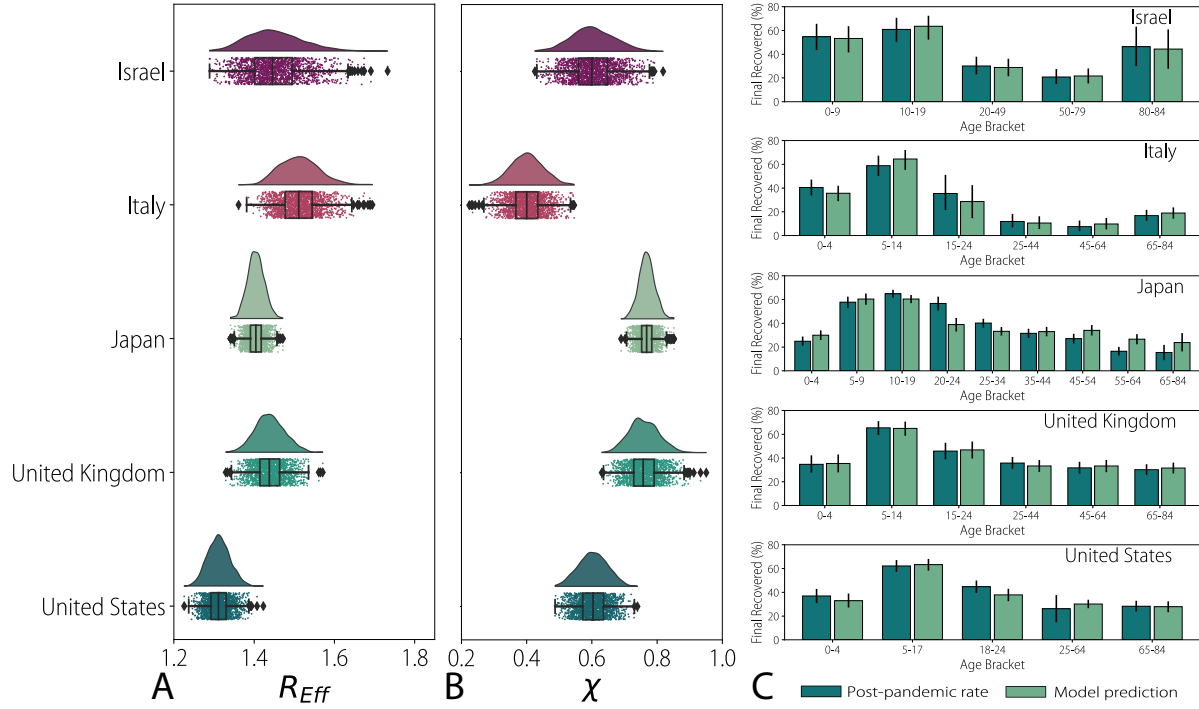 Israel
Italy
Japan
United Kingdom
United States
1.2
1.4
1.6
1.8
A
R_Eff
0.2
0.4
0.6
0.8
1.0
B
χ
Final Recovered (%)
80
60
40
20
0
Israel
0-9
10-19
20-49
50-79
80-84
Age Bracket
Final Recovered (%)
80
60
40
20
0
Italy
0-4
5-14
15-24
25-44
45-64
65-84
Age Bracket
Final Recovered (%)
80
60
40
20
0
Japan
0-4
5-9
10-19
20-24
25-34
35-44
45-54
55-64
65-84
Age Bracket
Final Recovered (%)
80
60
40
20
0
United Kingdom
0-4
5-14
15-24
25-44
45-64
65-84
Age Bracket
Final Recovered (%)
80
60
40
20
0
United States
0-4
5-17
18-24
25-64
65-84
Age Bracket
C
Post-pandemic rate
Model prediction